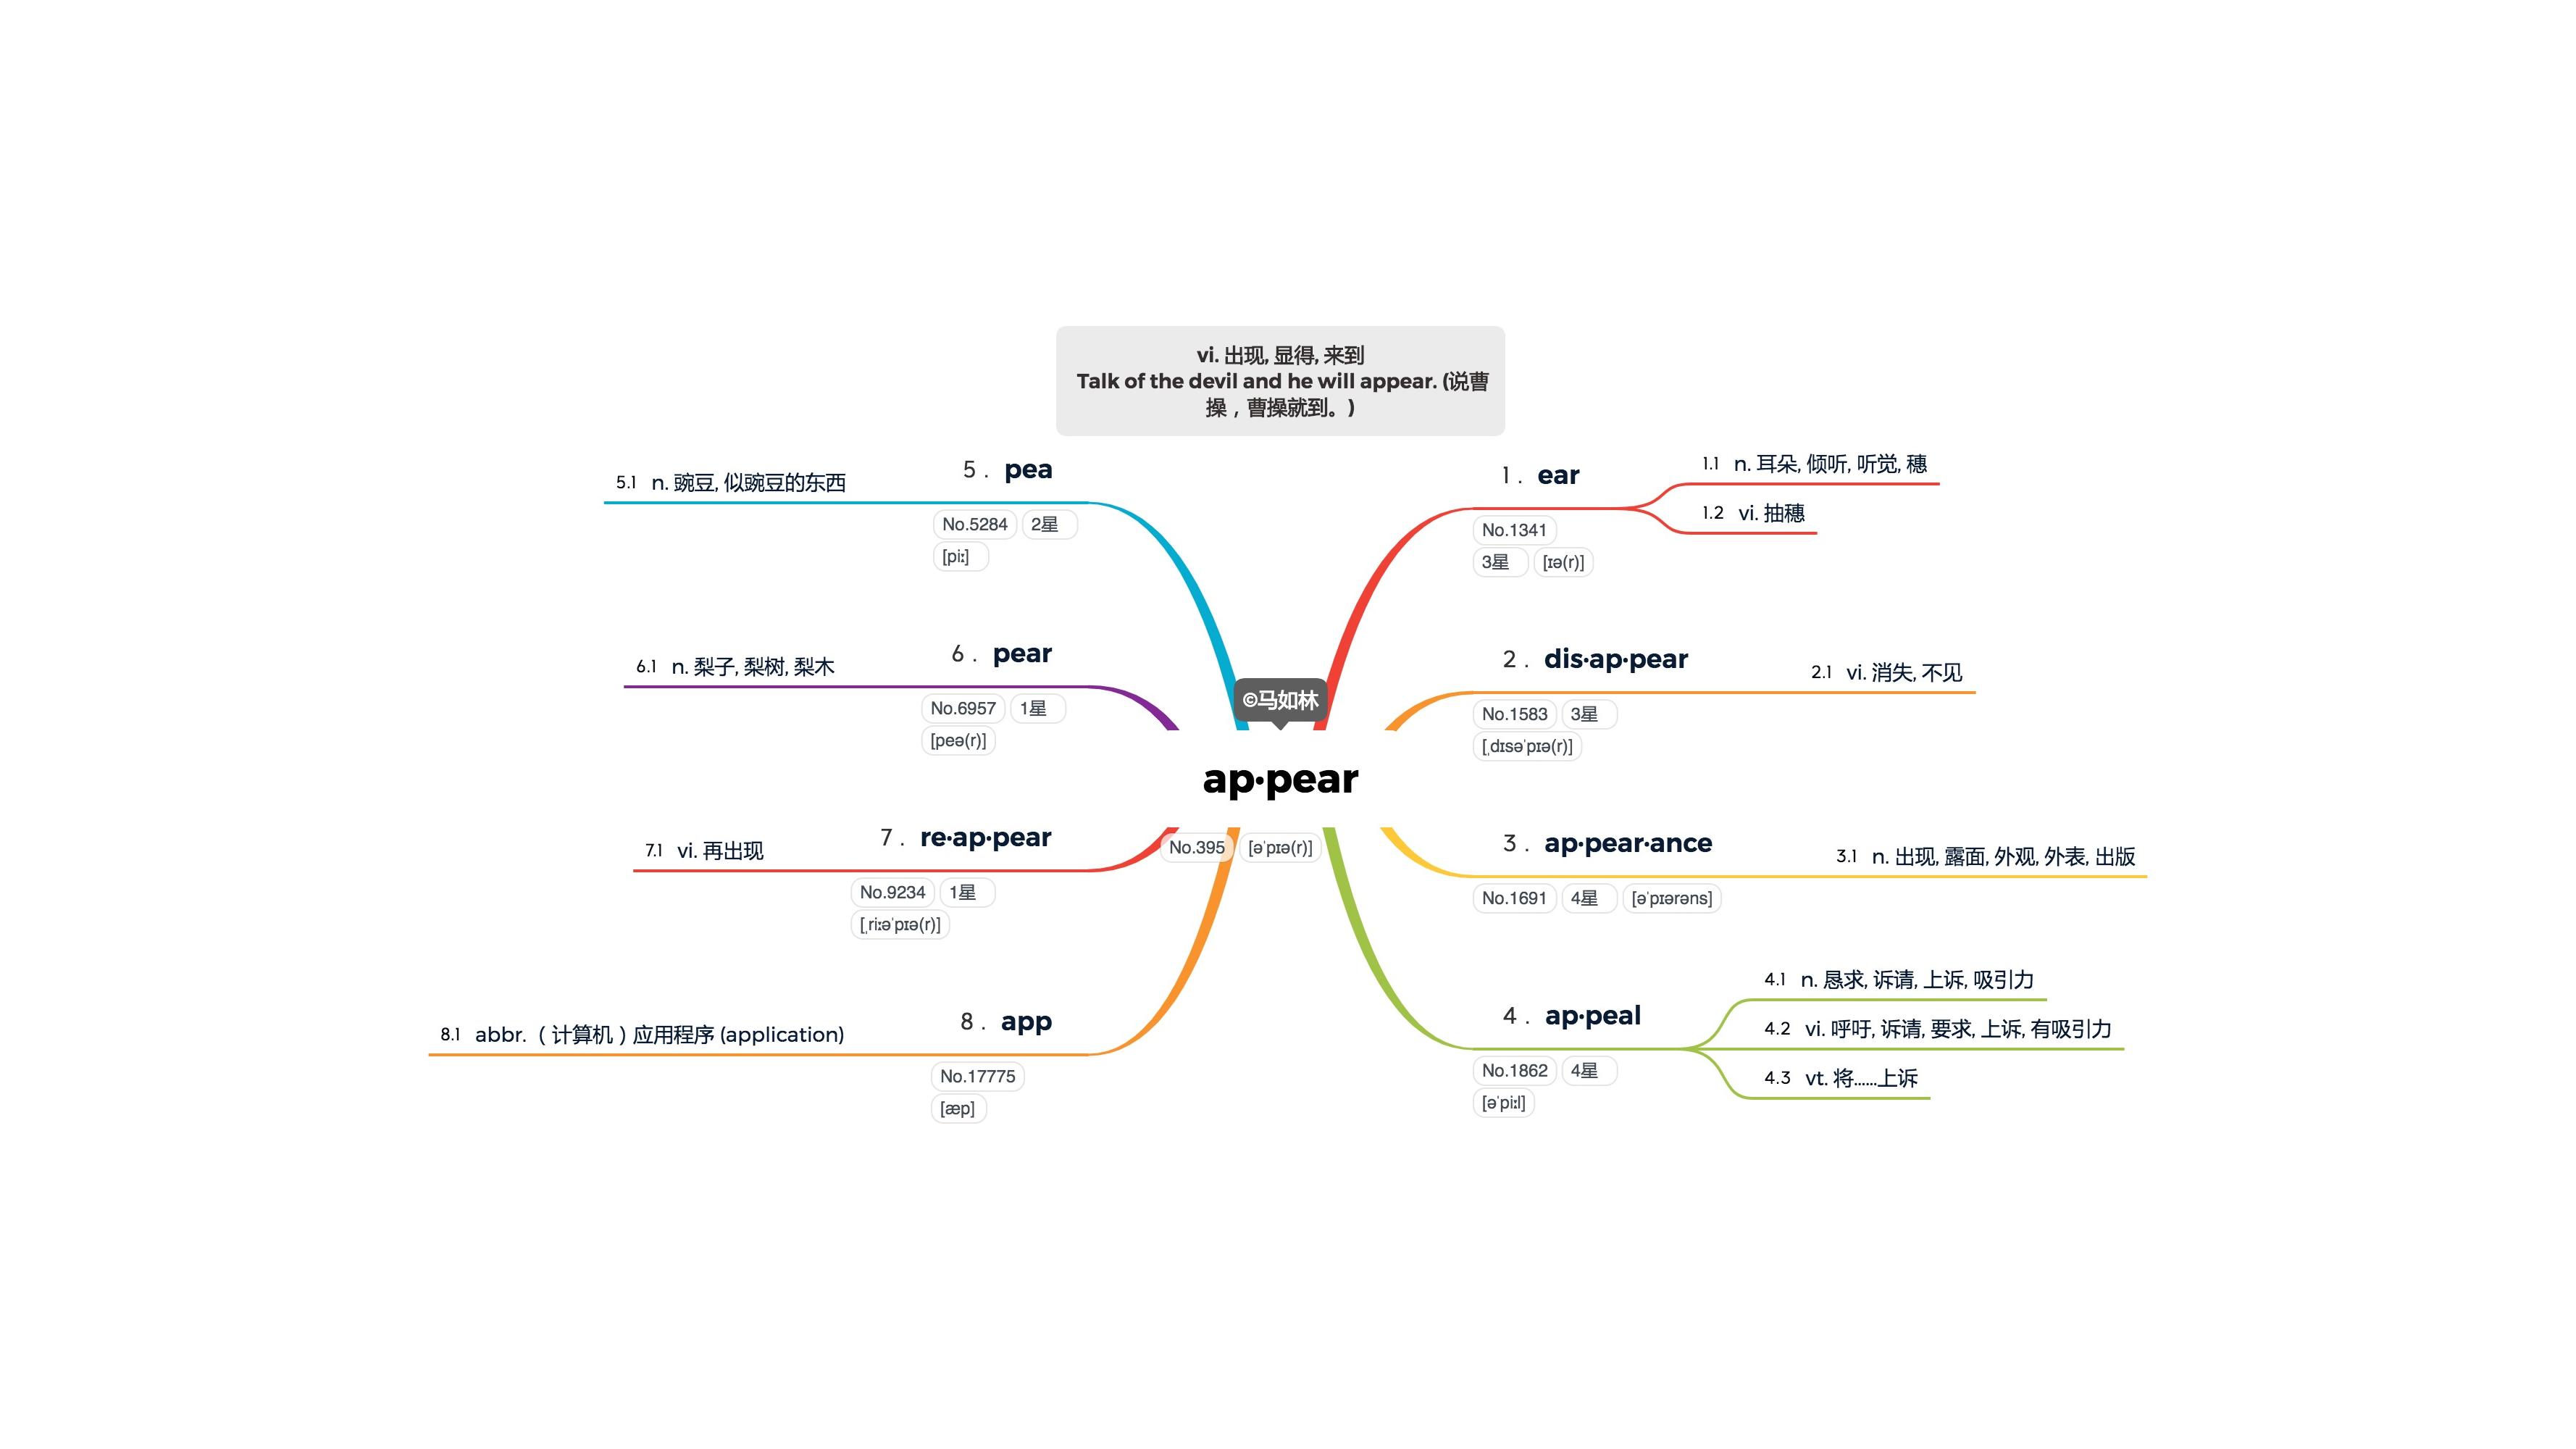 vi. 出现, 显得, 来到
Talk of the devil and he will appear. (说曹
操，曹操就到。)
©马如林
ap·pear
No.395 [əˈpɪə(r)]
1. ear
No.1341
3星 [ɪə(r)]
1.1 n. 耳朵, 倾听, 听觉, 穗
1.2 vi. 抽穗
2. dis·ap·pear
No.1583 3星
[ˌdɪsəˈpɪə(r)]
2.1 vi. 消失, 不见
3. ap·pear·ance
No.1691 4星 [əˈpɪərəns]
3.1 n. 出现, 露面, 外观, 外表, 出版
4. ap·peal
No.1862 4星
[əˈpiːl]
4.1 n. 恳求, 诉请, 上诉, 吸引力
4.2 vi. 呼吁, 诉请, 要求, 上诉, 有吸引力
4.3 vt. 将……上诉
5. pea
No.5284 2星
[piː]
5.1 n. 豌豆, 似豌豆的东西
6. pear
No.6957 1星
[peə(r)]
6.1 n. 梨子, 梨树, 梨木
7. re·ap·pear
No.9234 1星
[ˌriːəˈpɪə(r)]
7.1 vi. 再出现
8. app
No.17775
[æp]
8.1 abbr.（计算机）应用程序 (application)